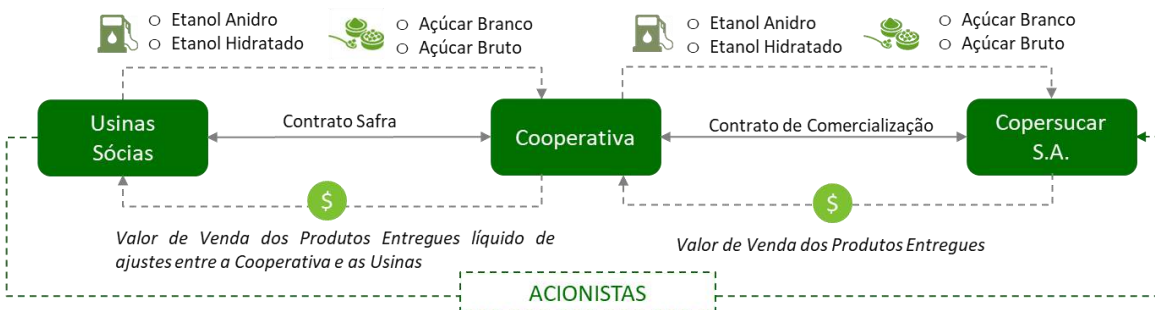 ○ Etanol Anidro
○ Etanol Hidratado
○ Açúcar Branco
○ Açúcar Bruto
○ Etanol Anidro
○ Etanol Hidratado
○ Açúcar Branco
○ Açúcar Bruto
Usinas
Sócias
Contrato Safra
Cooperativa
Contrato de Comercialização
Copersucar
S.A.
$
$
Valor de Venda dos Produtos Entregues líquido de
ajustes entre a Cooperativa e as Usinas
Valor de Venda dos Produtos Entregues
ACIONISTAS